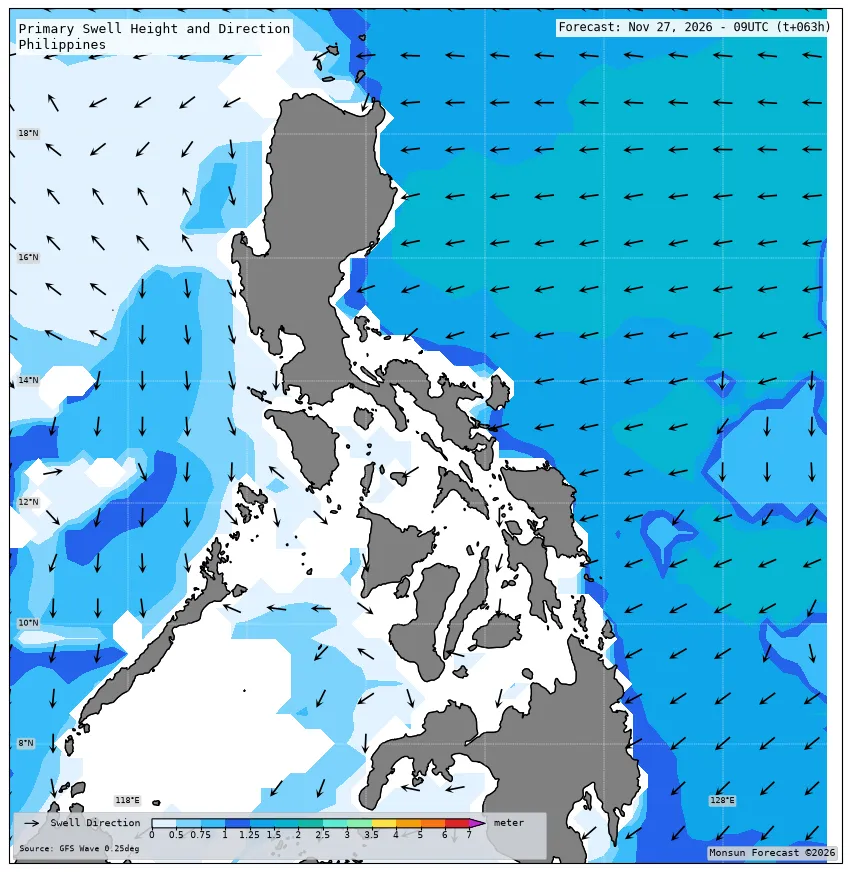 Primary Swell Height and Direction
Philippines
Forecast: Nov 27, 2026 - 09UTC (t+063h)
18°N
16°N
14°N
12°N
10°N
8°N
118°E
128°E
Swell Direction
meter
0 0.5 0.75 1 1.25 1.5 2 2.5 3 3.5 4 5 6 7
Source: GFS Wave 0.25deg
Monsun Forecast ©2026